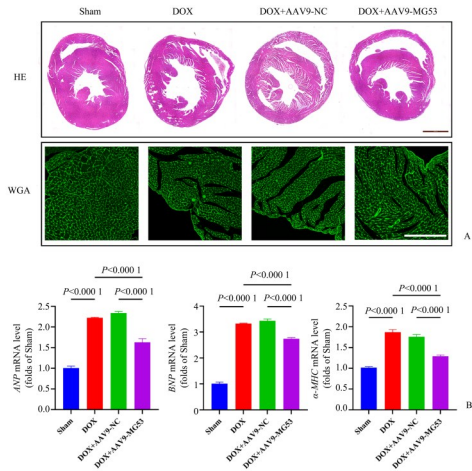 Sham DOX DOX+AAV9-NC DOX+AAV9-MG53
HE
WGA
A
P<0.000 1
P<0.000 1 P<0.000 1
ANP mRNA level
(folds of Sham)
2.5
2.0
1.5
1.0
0.5
0.0
Sham
DOX
DOX+AAV9-NC
DOX+AAV9-MG53
P<0.000 1
P<0.000 1 P<0.000 1
BNP mRNA level
(folds of Sham)
4
3
2
1
0
Sham
DOX
DOX+AAV9-NC
DOX+AAV9-MG53
P<0.000 1
P<0.000 1 P<0.000 1
α-MHC mRNA level
(folds of Sham)
2.5
2.0
1.5
1.0
0.5
0.0
Sham
DOX
DOX+AAV9-NC
DOX+AAV9-MG53
B